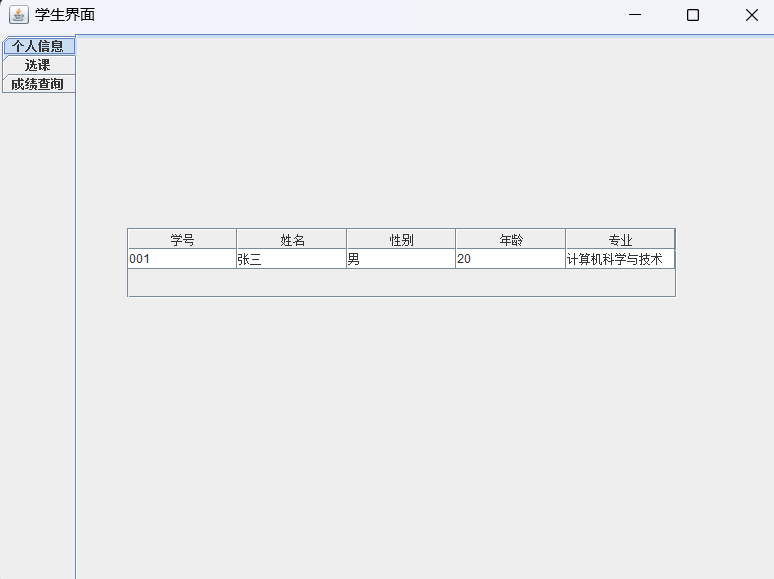 学生界面
个人信息
选课
成绩查询
学号 姓名 性别 年龄 专业
001 张三 男 20 计算机科学与技术